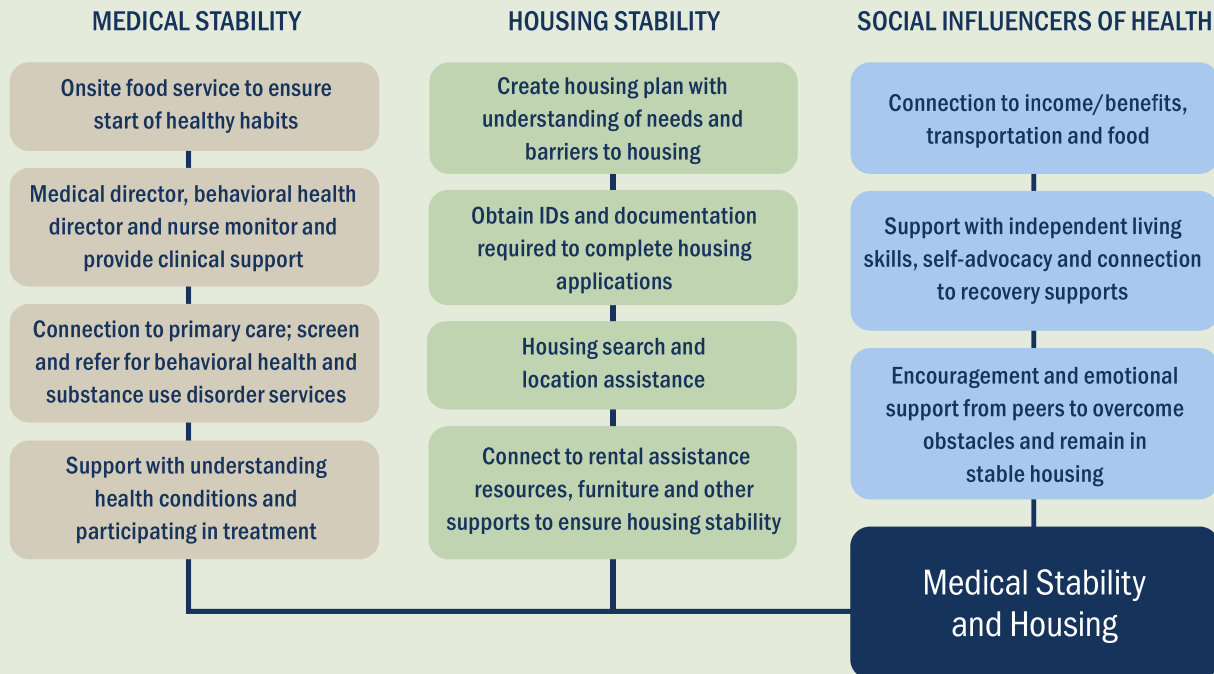 MEDICAL STABILITY
Onsite food service to ensure
start of healthy habits
Medical director, behavioral health
director and nurse monitor and
provide clinical support
Connection to primary care; screen
and refer for behavioral health and
substance use disorder services
Support with understanding
health conditions and
participating in treatment
HOUSING STABILITY
Create housing plan with
understanding of needs and
barriers to housing
Obtain IDs and documentation
required to complete housing
applications
Housing search and
location assistance
Connect to rental assistance
resources, furniture and other
supports to ensure housing stability
SOCIAL INFLUENCERS OF HEALTH
Connection to income/benefits,
transportation and food
Support with independent living
skills, self-advocacy and connection
to recovery supports
Encouragement and emotional
support from peers to overcome
obstacles and remain in
stable housing
Medical Stability
and Housing